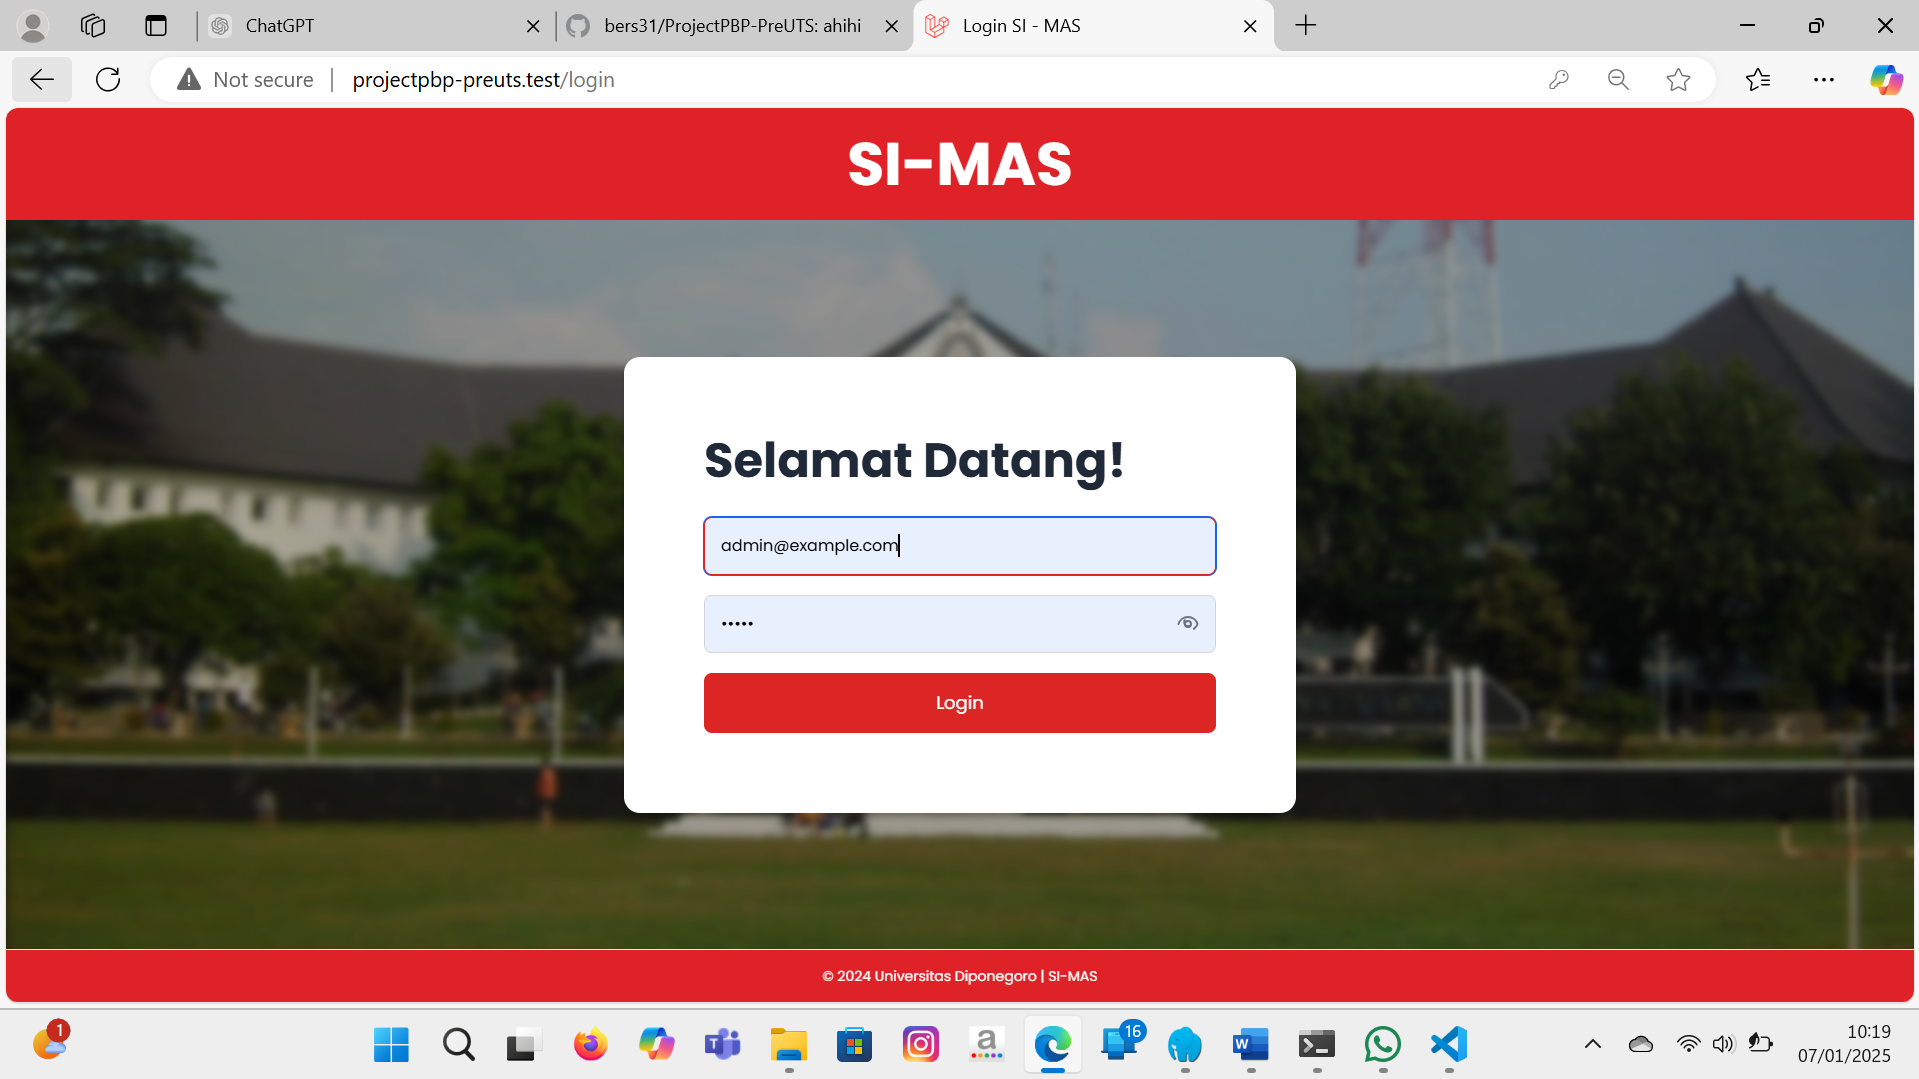 ChatGPT
bers31/ProjectPBP-PreUTS: ahihi
Login SI - MAS
Not secure
projectpbp-preuts.test/login
SI-MAS
Selamat Datang!
admin@example.com
•••••
Login
© 2024 Universitas Diponegoro | SI-MAS
1
16
10:19
07/01/2025